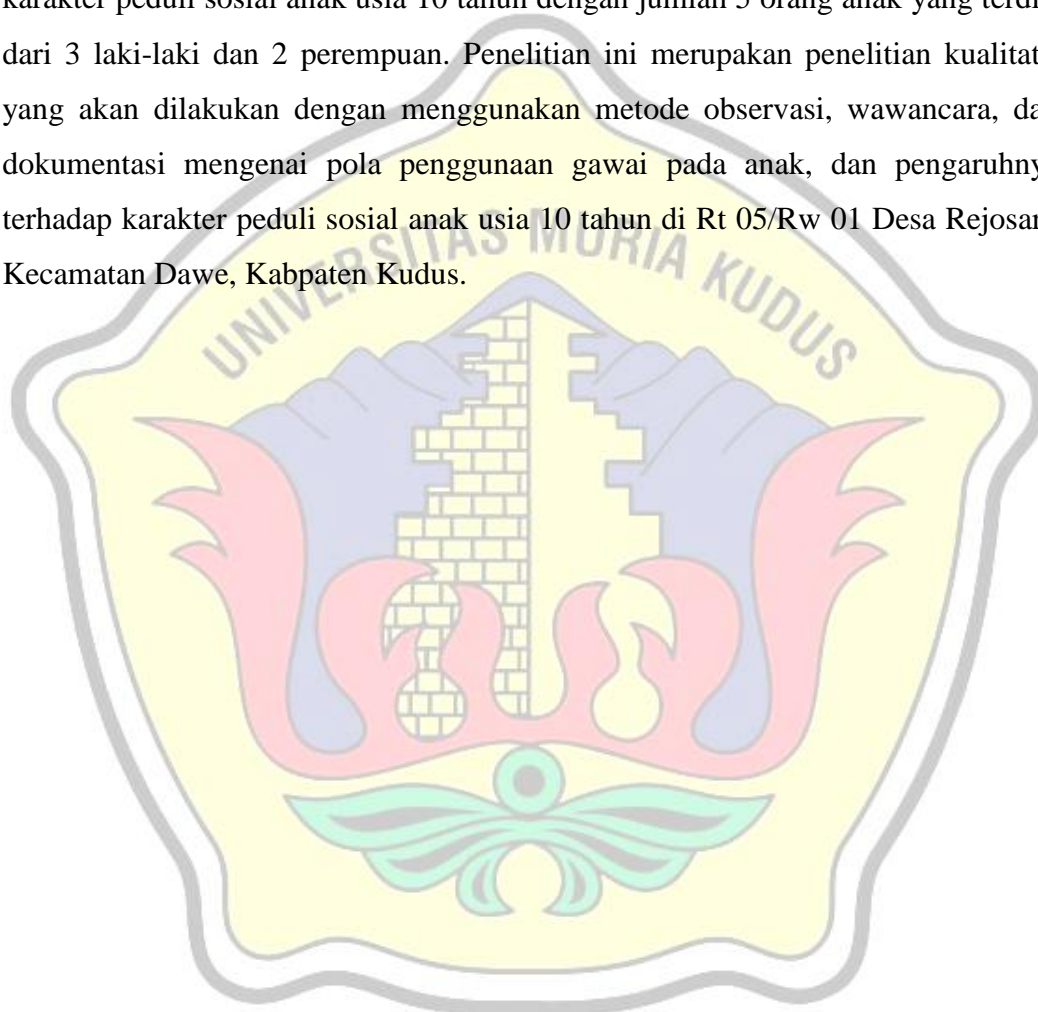 karakter peduli sosial anak usia 10 tahun dengan jumlah 5 orang anak yang terdi
dari 3 laki-laki dan 2 perempuan. Penelitian ini merupakan penelitian kualitat
yang akan dilakukan dengan menggunakan metode observasi, wawancara, da
dokumentasi mengenai pola penggunaan gawai pada anak, dan pengaruhny
terhadap karakter peduli sosial anak usia 10 tahun di Rt 05/Rw 01 Desa Rejosar
Kecamatan Dawe, Kabpaten Kudus.
UNIVERSITAS MURIA KUDUS